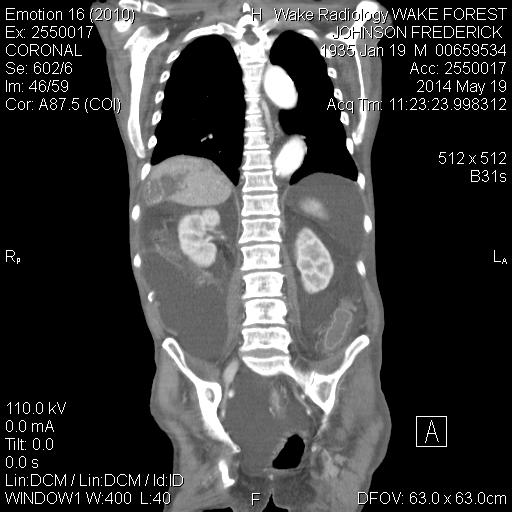 Emotion 16 (2010)
Ex: 2550017
CORONAL
Se: 602/6
Im: 46/59
Cor: A87.5 (COI)
H
Wake Radiology WAKE FOREST
JOHNSON FREDERICK
1935 Jan 19 M 00659534
Acc: 2550017
2014 May 19
Acq Tm: 11:23:23.998312
512 x 512
B31s
RP
LA
110.0 kV
0.0 mA
Tilt: 0.0
0.0 s
Lin:DCM / Lin:DCM / Id:ID
WINDOW1 W:400 L:40
A
F
DFOV: 63.0 x 63.0cm